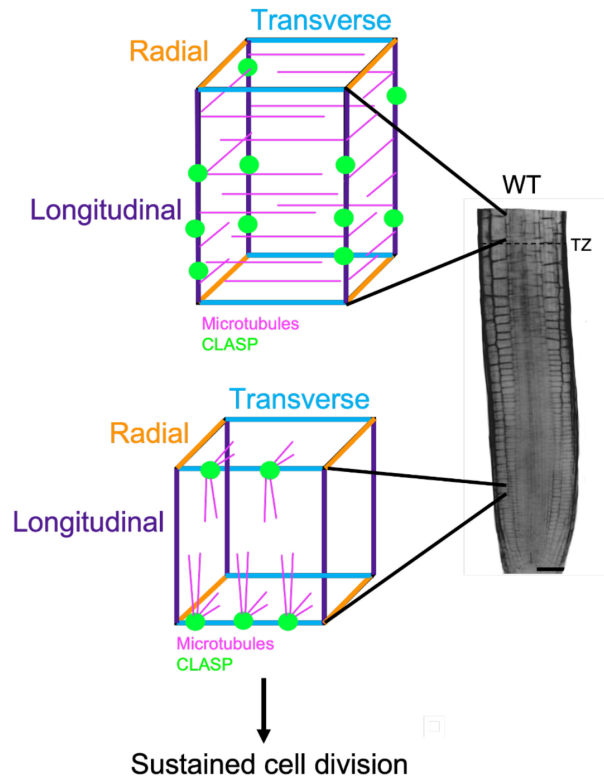 Transverse
Radial
WT
Longitudinal
TZ
Microtubules
CLASP
Transverse
Radial
Longitudinal
Microtubules
CLASP
Sustained cell division